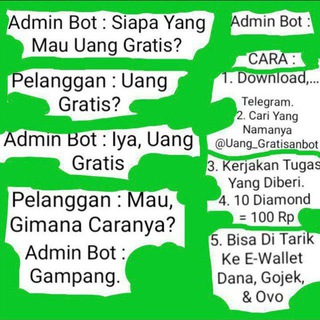 Admin Bot : Siapa Yang
Mau Uang Gratis?
Pelanggan : Uang
Gratis?
Admin Bot : Iya, Uang
Gratis
Pelanggan : Mau,
Gimana Caranya?
Admin Bot :
Gampang.
Admin Bot :
CARA :
1. Download,...
Telegram.
2. Cari Yang
Namanya
@Uang_Gratisanbot
3. Kerjakan Tugas
Yang Diberi.
4. 10 Diamond
= 100 Rp
5. Bisa Di Tarik
Ke E-Wallet
Dana, Gojek,
& Ovo